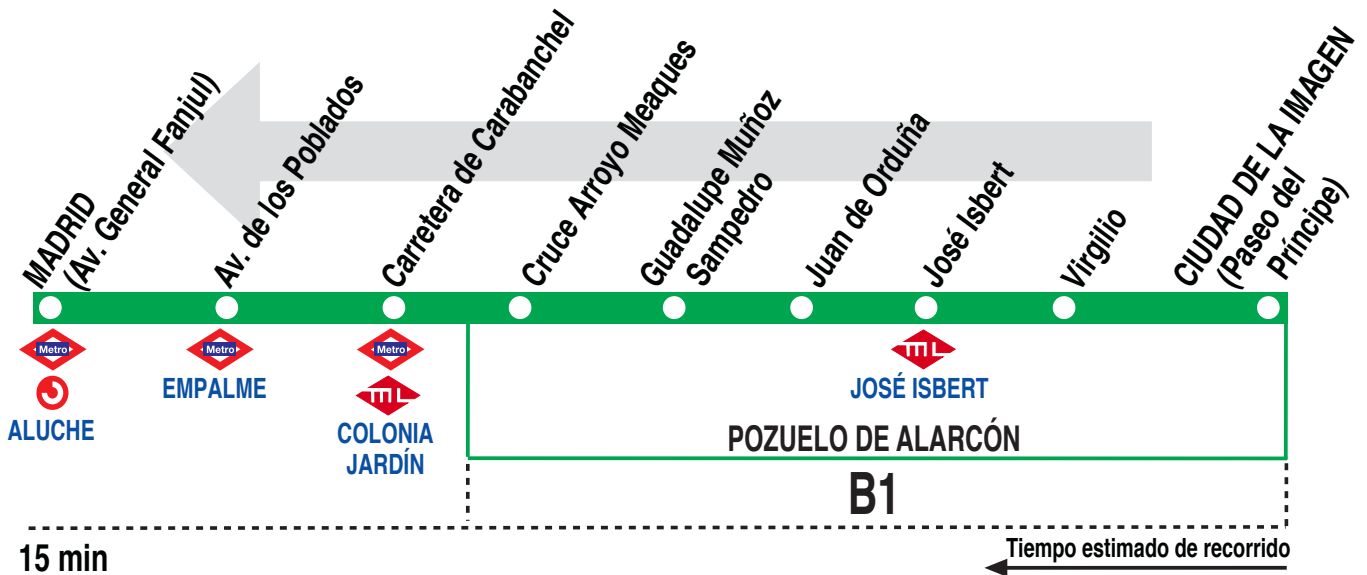 MADRID
(Av. General Fanjul)
Av. de los Poblados
Carretera de Carabanchel
Cruce Arroyo Meaques
Guadalupe Muñoz
Sampedro
Juan de Orduña
José Isbert
Virgilio
CIUDAD DE LA IMAGEN
(Paseo del
Príncipe)
Metro
Metro
Metro
ML
ML
ALUCHE
EMPALME
COLONIA
JARDÍN
JOSÉ ISBERT
POZUELO DE ALARCÓN
B1
15 min
Tiempo estimado de recorrido